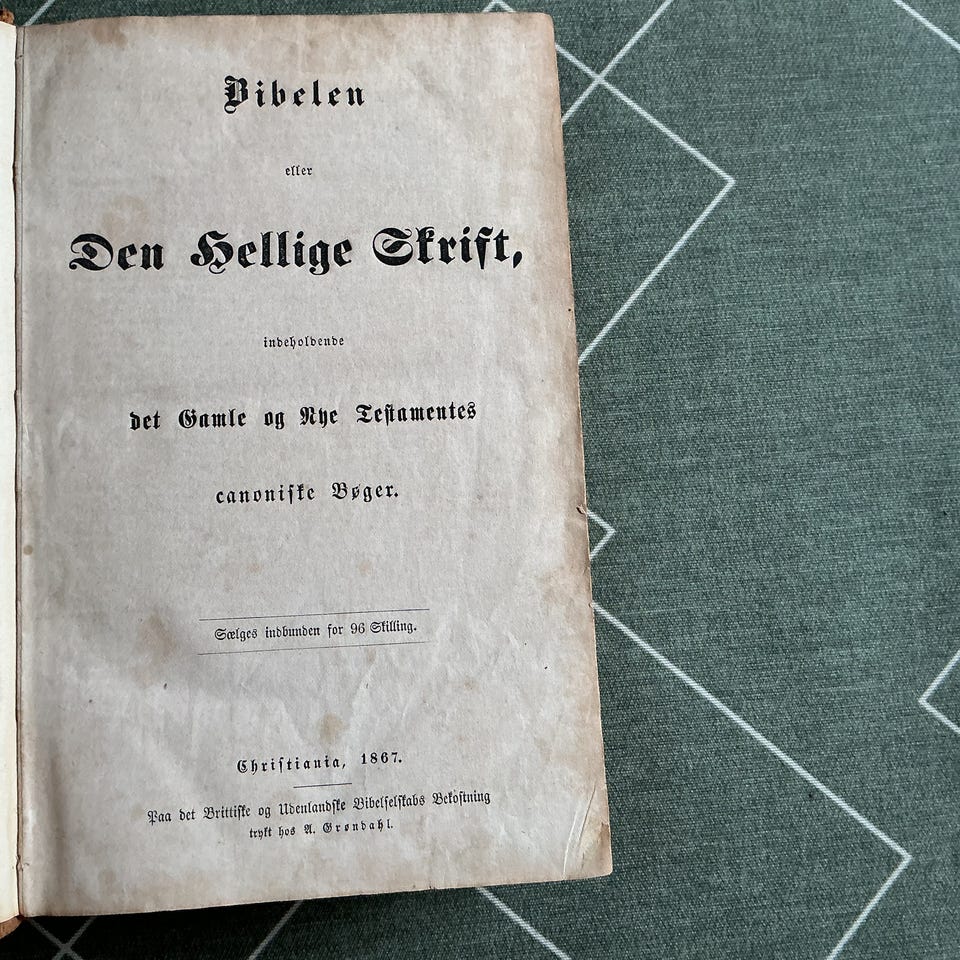 Bibelen
eller
Den Hellige Skrift,
indeholdende
det Gamle og Nye Testamentes
canoniske Bøger.
Sælges indbunden for 96 Skilling.
Christiania, 1867.
Paa det Brittiske og Udenlandske Bibelselskabs Bekostning
trykt hos A. Grøndahl.